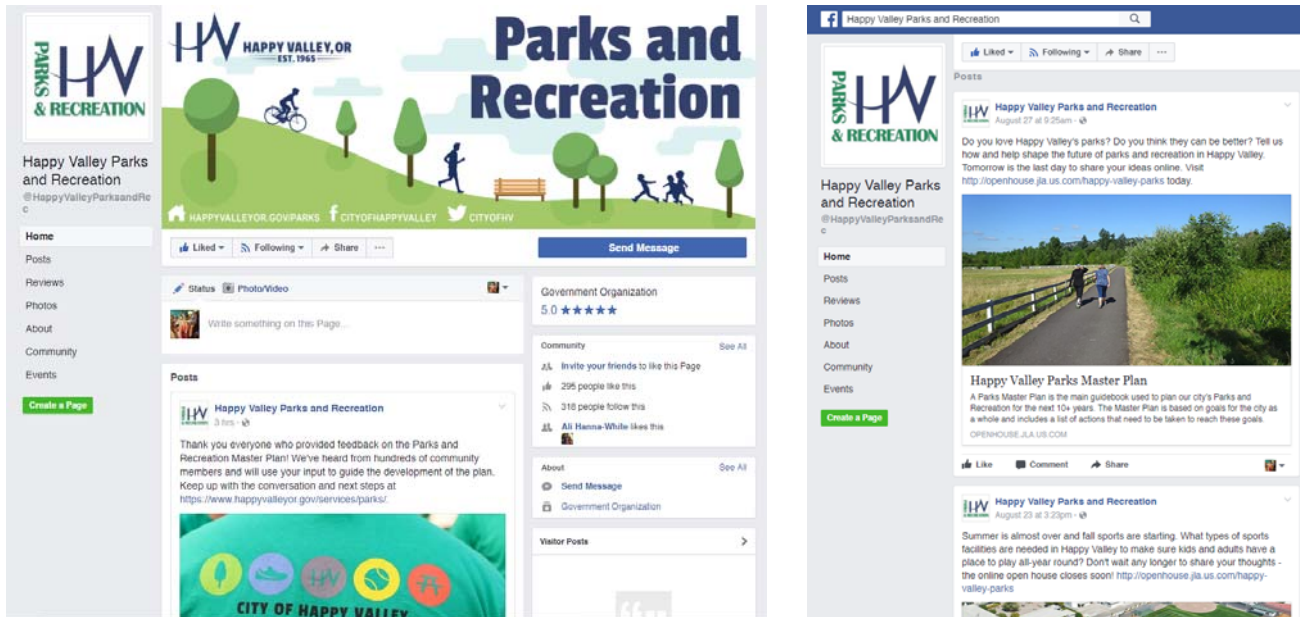 PARKS
HV
& RECREATION
Happy Valley Parks
and Recreation
@HappyValleyParksandRe
c
Home
Posts
Reviews
Photos
About
Community
Events
Create a Page
HV HAPPY VALLEY, OR
EST. 1965
Parks and
Recreation
HAPPYVALLEYOR.GOV/PARKS CITYOFHAPPYVALLEY CITYOFHV
Liked Following Share ...
Send Message
Status Photo/Video
Write something on this Page...
Posts
HV Happy Valley Parks and Recreation
3 hrs ·
Thank you everyone who provided feedback on the Parks and
Recreation Master Plan! We've heard from hundreds of community
members and will use your input to guide the development of the plan.
Keep up with the conversation and next steps at
https://www.happyvalleyor.gov/services/parks/.
HV
CITY OF HAPPY VALLEY
Government Organization
5.0 ★★★★★
Community See All
Invite your friends to like this Page
295 people like this
318 people follow this
Ali Hanna-White likes this
About See All
Send Message
Government Organization
Visitor Posts
f Happy Valley Parks and Recreation
PARKS
HV
& RECREATION
Happy Valley Parks
and Recreation
@HappyValleyParksandRe
c
Home
Posts
Reviews
Photos
About
Community
Events
Create a Page
Liked Following Share ...
Posts
HV Happy Valley Parks and Recreation
August 27 at 9:25am ·
Do you love Happy Valley's parks? Do you think they can be better? Tell us
how and help shape the future of parks and recreation in Happy Valley.
Tomorrow is the last day to share your ideas online. Visit
http://openhouse.jla.us.com/happy-valley-parks today.
Happy Valley Parks Master Plan
A Parks Master Plan is the main guidebook used to plan our city's Parks and
Recreation for the next 10+ years. The Master Plan is based on goals for the city as
a whole and includes a list of actions that need to be taken to reach these goals.
OPENHOUSE.JLA.US.COM
Like Comment Share
HV Happy Valley Parks and Recreation
August 23 at 3:23pm ·
Summer is almost over and fall sports are starting. What types of sports
facilities are needed in Happy Valley to make sure kids and adults have a
place to play all-year round? Don't wait any longer to share your thoughts -
the online open house closes soon! http://openhouse.jla.us.com/happy-
valley-parks